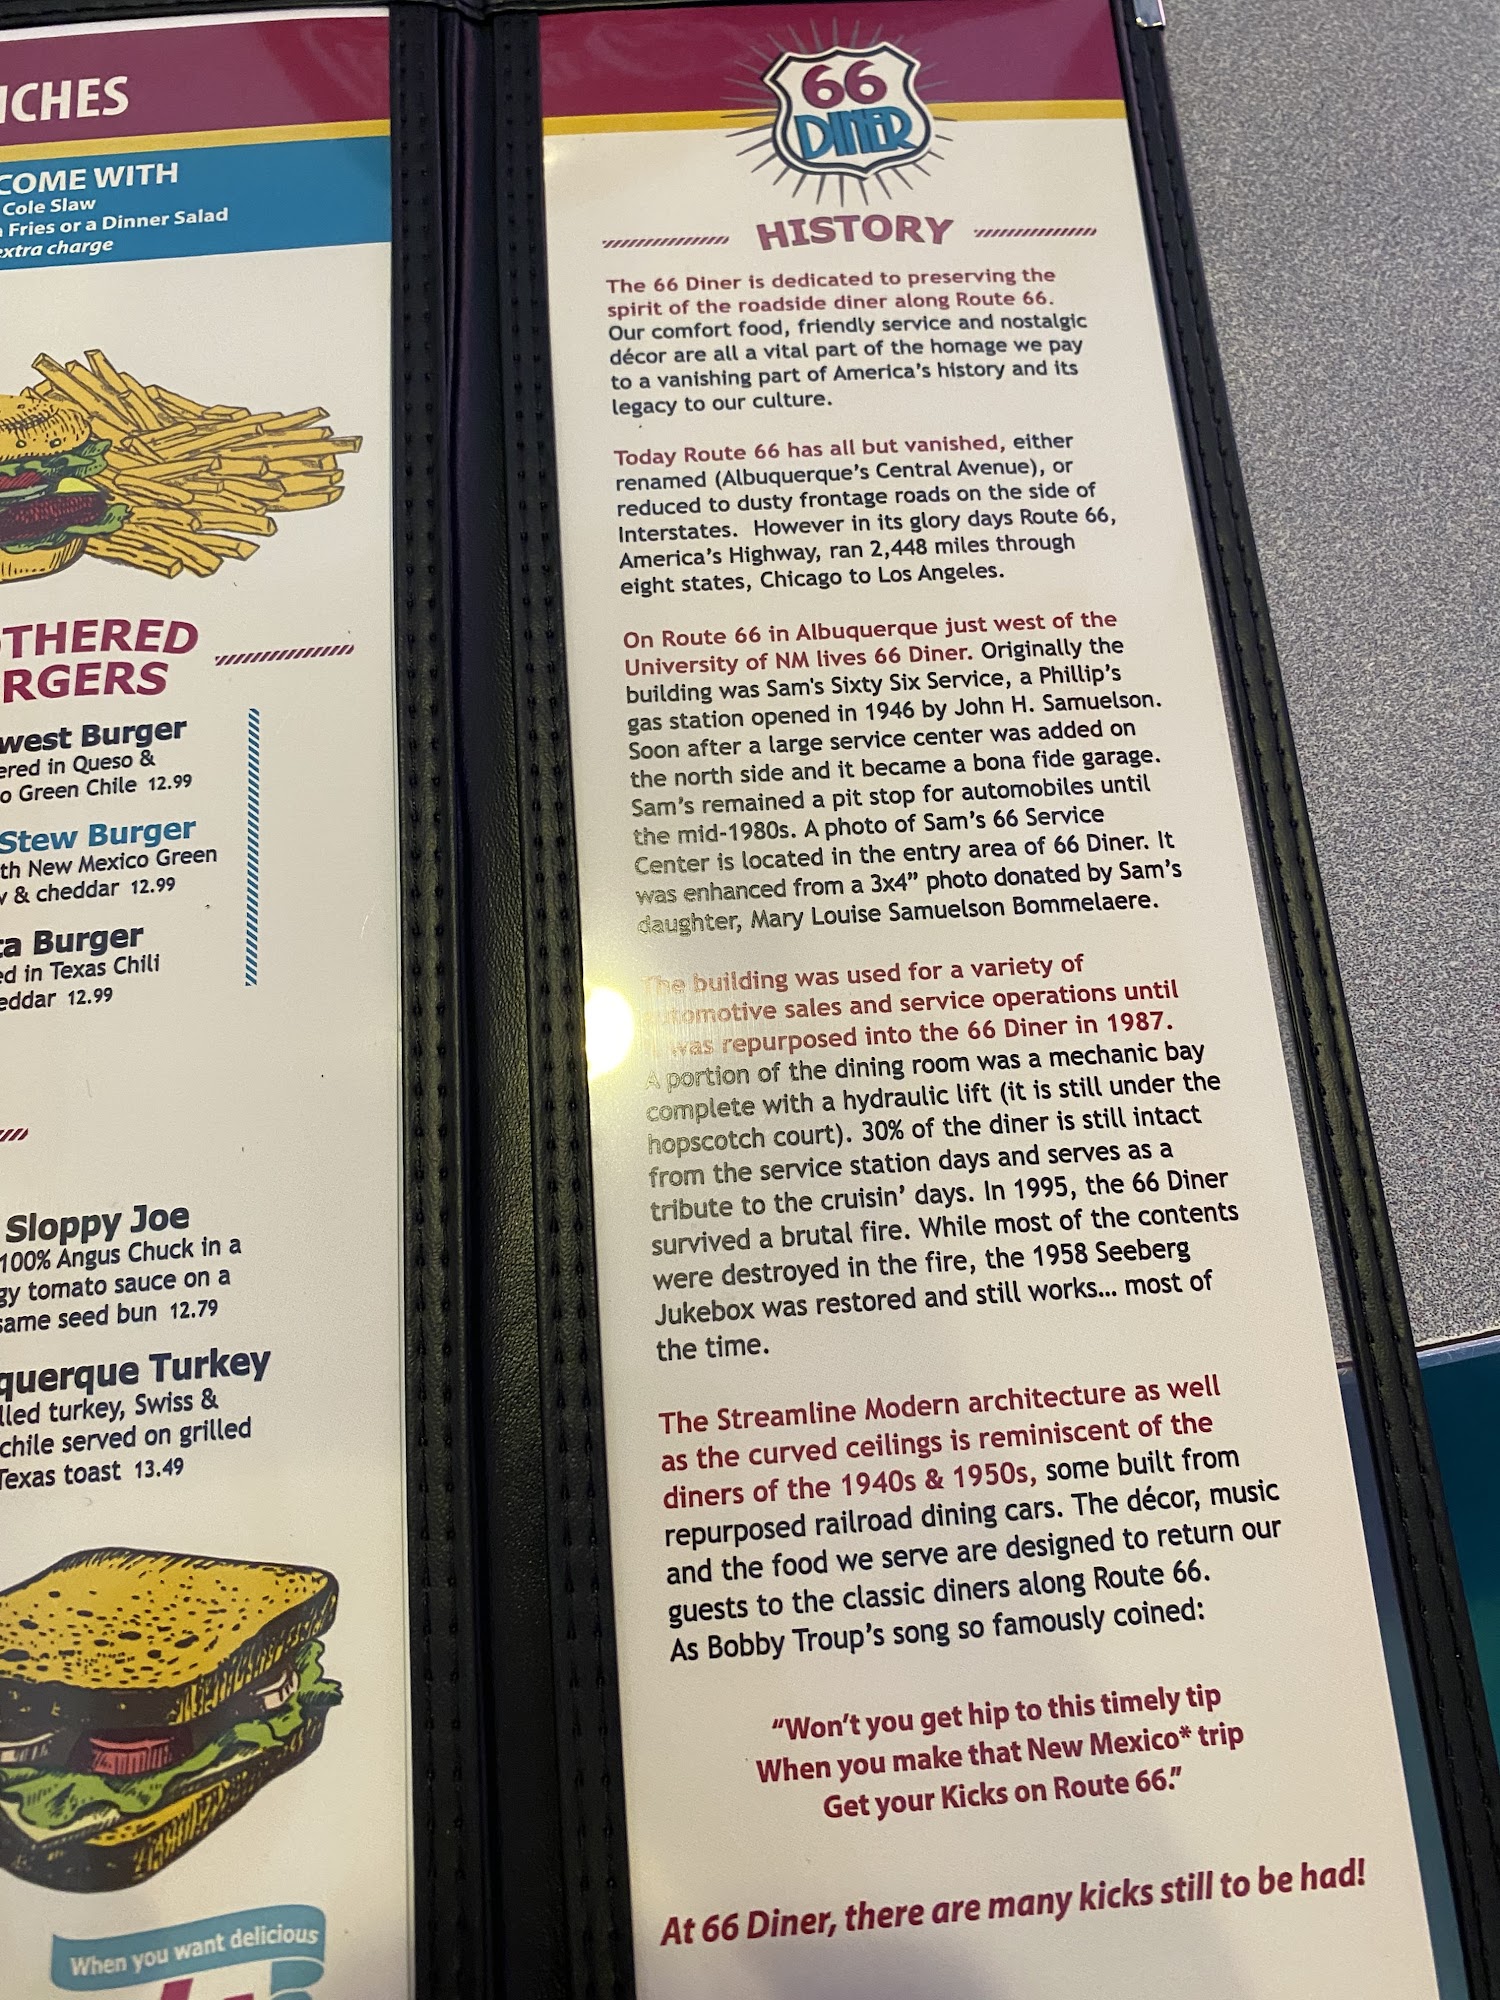 COME WITH
Cole Slaw
Fries or a Dinner Salad
extra charge
west Burger
Queso &
Green Chile 12.99
Stew Burger
New Mexico Green
& cheddar 12.99
Burger
in Texas Chili
12.99
Sloppy Joe
100% Angus Chuck in a
tomato sauce on a
seed bun 12.79
Turkey
turkey, Swiss &
chile served on grilled
Texas toast 13.49
When you want delicious
66
DINER
HISTORY
The 66 Diner is dedicated to preserving the
spirit of the roadside diner along Route 66.
Our comfort food, friendly service and nostalgic
décor are all a vital part of the homage we pay
to a vanishing part of America's history and its
legacy to our culture.
Today Route 66 has all but vanished, either
renamed (Albuquerque's Central Avenue), or
reduced to dusty frontage roads on the side of
Interstates. However in its glory days Route 66,
America's Highway, ran 2,448 miles through
eight states, Chicago to Los Angeles.
On Route 66 in Albuquerque just west of the
University of NM lives 66 Diner. Originally the
building was Sam's Sixty Six Service, a Phillip's
gas station opened in 1946 by John H. Samuelson.
Soon after a large service center was added on
the north side and it became a bona fide garage.
Sam's remained a pit stop for automobiles until
the mid-1980s. A photo of Sam's 66 Service
Center is located in the entry area of 66 Diner. It
was enhanced from a 3x4” photo donated by Sam's
daughter, Mary Louise Samuelson Bommelaere.
The building was used for a variety of
automotive sales and service operations until
it was repurposed into the 66 Diner in 1987.
A portion of the dining room was a mechanic bay
complete with a hydraulic lift (it is still under the
hopscotch court). 30% of the diner is still intact
from the service station days and serves as a
tribute to the cruisin' days. In 1995, the 66 Diner
survived a brutal fire. While most of the contents
were destroyed in the fire, the 1958 Seeberg
Jukebox was restored and still works... most of
the time.
The Streamline Modern architecture as well
as the curved ceilings is reminiscent of the
diners of the 1940s & 1950s, some built from
repurposed railroad dining cars. The décor, music
and the food we serve are designed to return our
guests to the classic diners along Route 66.
As Bobby Troup's song so famously coined:
“Won't you get hip to this timely tip
When you make that New Mexico* trip
Get your Kicks on Route 66.”
At 66 Diner, there are many kicks still to be had!